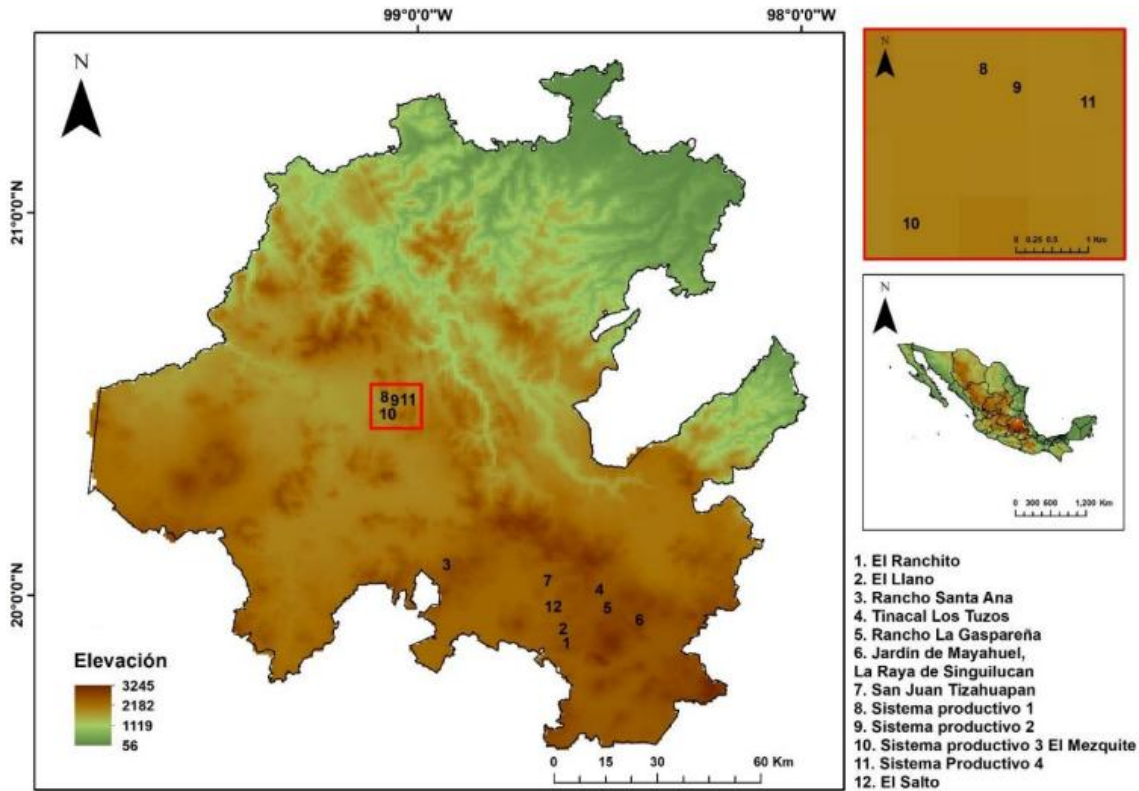 99°0'0"W
98°0'0"W
N
21°0'0"N
20°0'0"N
8
911
10
3
7
4
12
5
6
2
1
Elevación
3245
2182
1119
56
0 15 30 60 Km
N
8
9
11
10
0 0.25 0.5 1 Km
N
0 300 600 1,200 Km
1. El Ranchito
2. El Llano
3. Rancho Santa Ana
4. Tinacal Los Tuzos
5. Rancho La Gaspareña
6. Jardín de Mayahuel,
La Raya de Singuilucan
7. San Juan Tizahuapan
8. Sistema productivo 1
9. Sistema productivo 2
10. Sistema productivo 3 El Mezquite
11. Sistema Productivo 4
12. El Salto